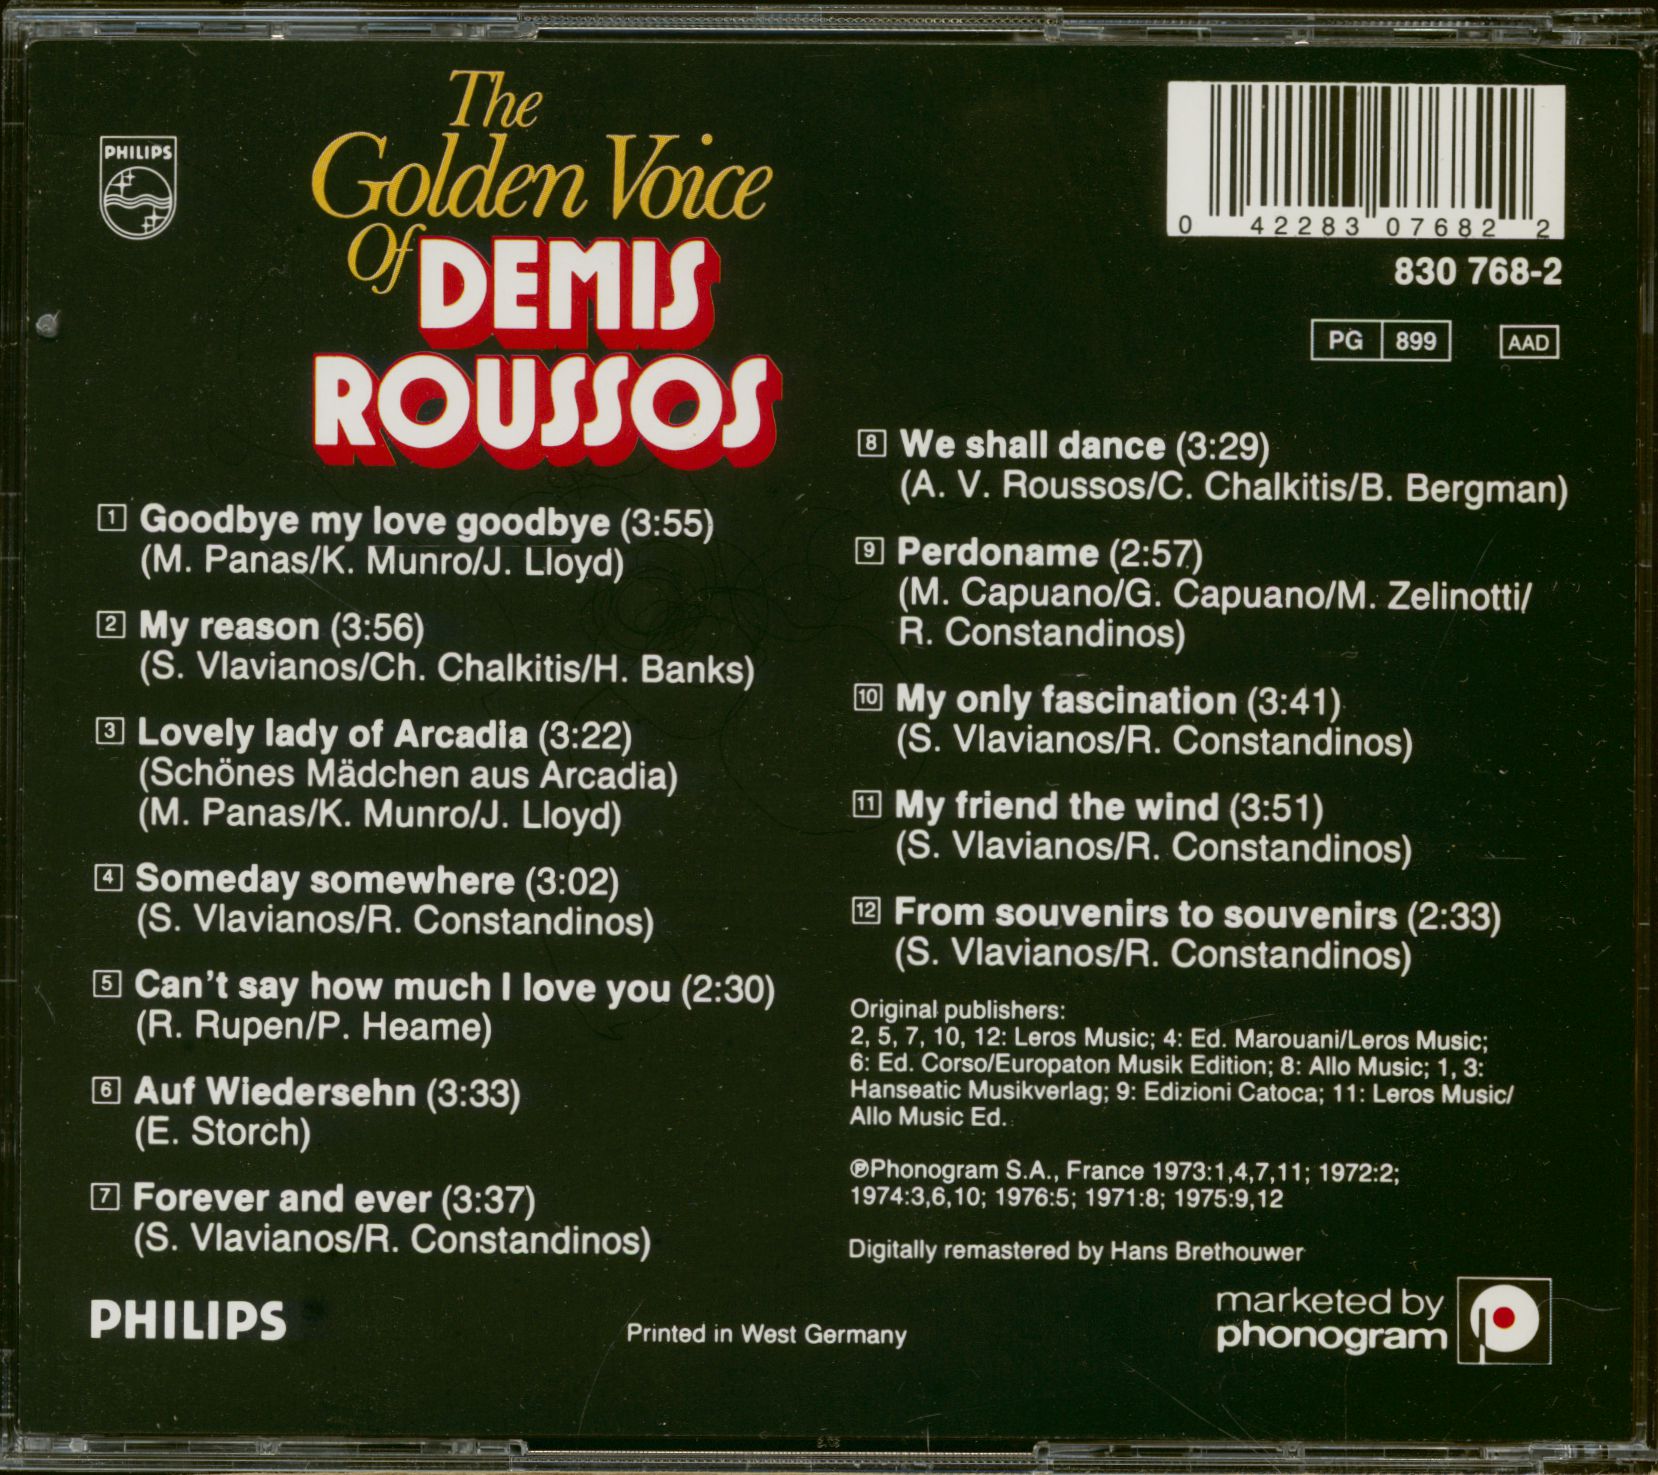 The
Golden Voice
Of DEMIS
ROUSSOS
PHILIPS
0 42283 07682 2
830 768-2
PG 899 AAD
1 Goodbye my love goodbye (3:55)
(M. Panas/K. Munro/J. Lloyd)
2 My reason (3:56)
(S. Vlavianos/Ch. Chalkitis/H. Banks)
3 Lovely lady of Arcadia (3:22)
(Schönes Mädchen aus Arcadia)
(M. Panas/K. Munro/J. Lloyd)
4 Someday somewhere (3:02)
(S. Vlavianos/R. Constandinos)
5 Can't say how much I love you (2:30)
(R. Rupen/P. Heame)
6 Auf Wiedersehn (3:33)
(E. Storch)
7 Forever and ever (3:37)
(S. Vlavianos/R. Constandinos)
8 We shall dance (3:29)
(A. V. Roussos/C. Chalkitis/B. Bergman)
9 Perdoname (2:57)
(M. Capuano/G. Capuano/M. Zelinotti/
R. Constandinos)
10 My only fascination (3:41)
(S. Vlavianos/R. Constandinos)
11 My friend the wind (3:51)
(S. Vlavianos/R. Constandinos)
12 From souvenirs to souvenirs (2:33)
(S. Vlavianos/R. Constandinos)
Original publishers:
2, 5, 7, 10, 12: Leros Music; 4: Ed. Marouani/Leros Music;
6: Ed. Corso/Europaton Musik Edition; 8: Allo Music; 1, 3:
Hanseatic Musikverlag; 9: Edizioni Catoca; 11: Leros Music/
Allo Music Ed.
℗Phonogram S.A., France 1973:1,4,7,11; 1972:2;
1974:3,6,10; 1976:5; 1971:8; 1975:9,12
Digitally remastered by Hans Brethouwer
PHILIPS
Printed in West Germany
marketed by
phonogram